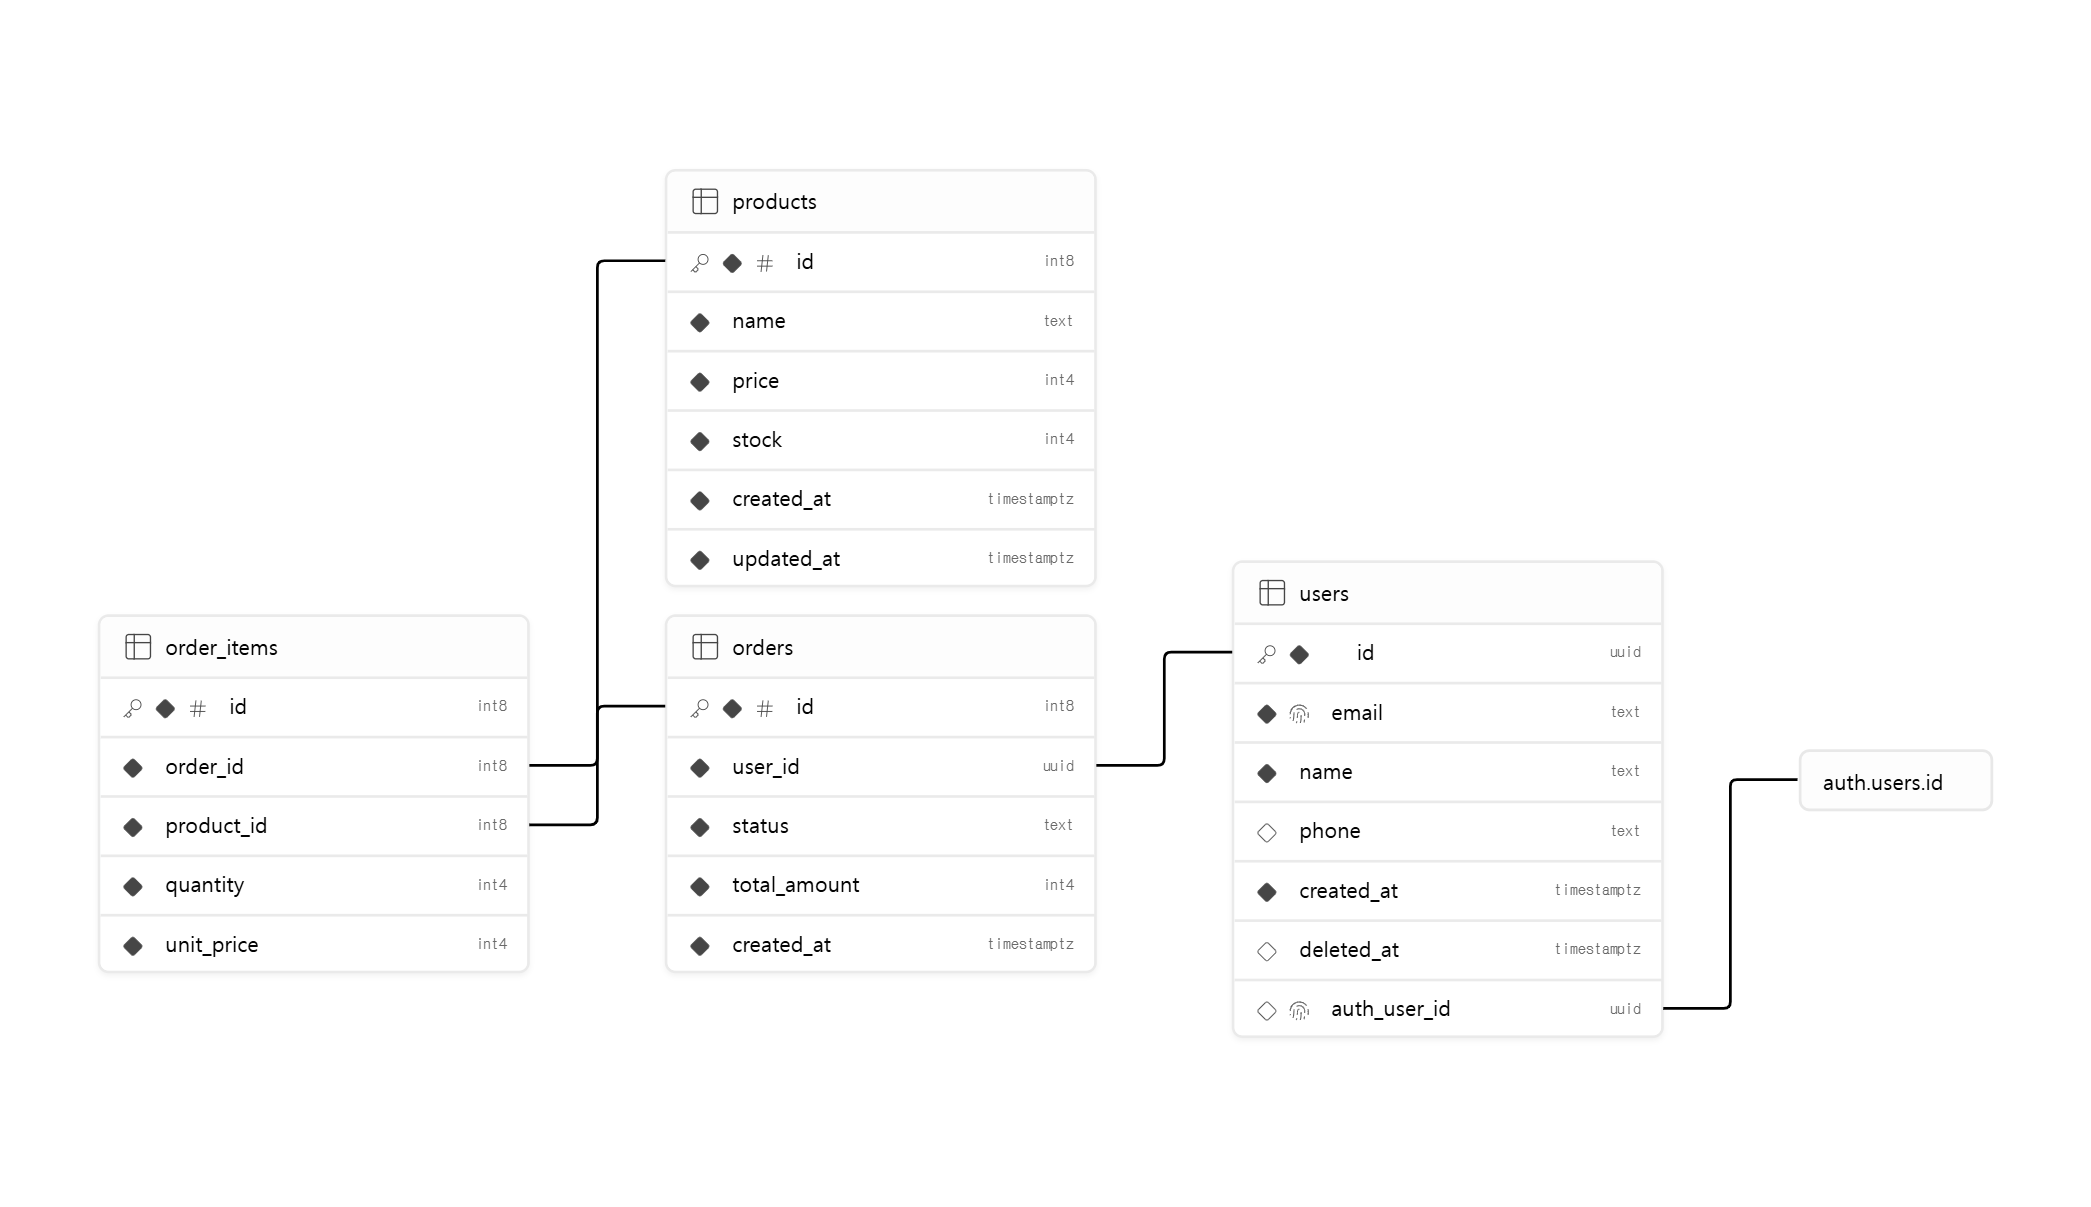 products
id int8
name text
price int4
stock int4
created_at timestamptz
updated_at timestamptz
order_items
id int8
order_id int8
product_id int8
quantity int4
unit_price int4
orders
id int8
user_id uuid
status text
total_amount int4
created_at timestamptz
users
id uuid
email text
name text
phone text
created_at timestamptz
deleted_at timestamptz
auth_user_id uuid
auth.users.id